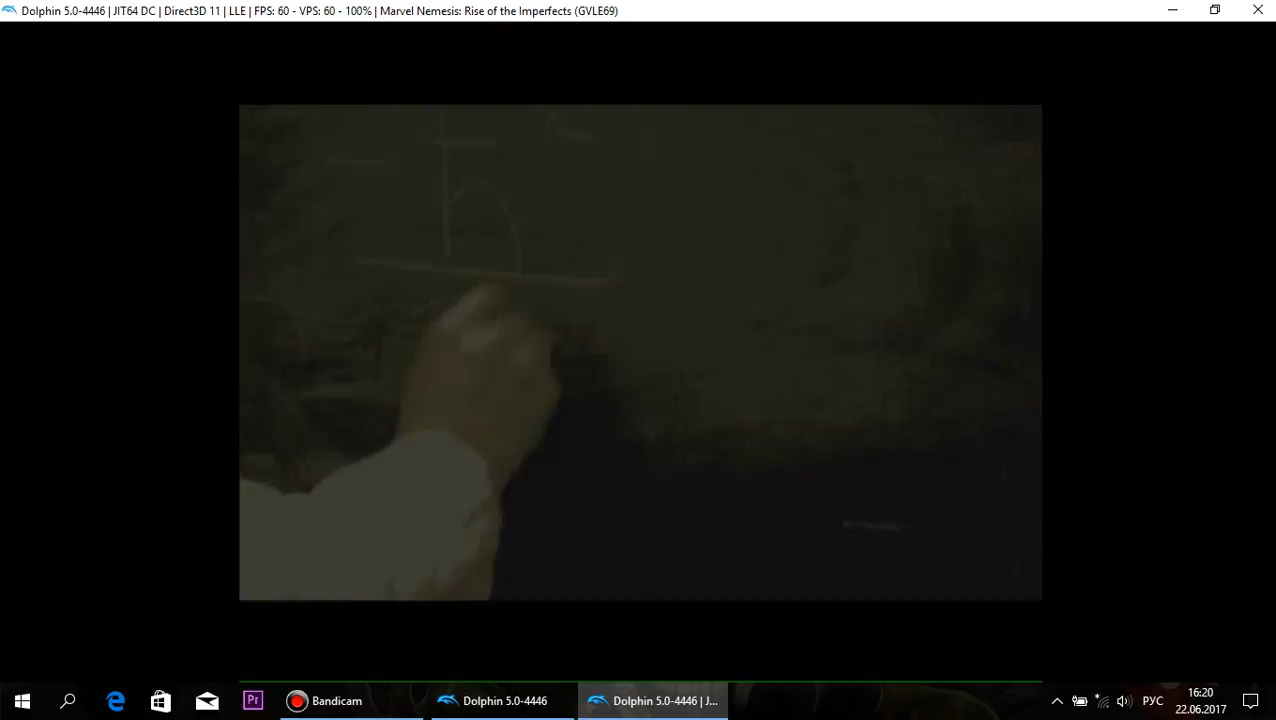 Dolphin 5.0-4446 | JIT64 DC | Direct3D 11 | LLE | FPS: 60 - VPS: 60 - 100% | Marvel Nemesis: Rise of the Imperfects (GVLE69)
Pr
Bandicam
Dolphin 5.0-4446
Dolphin 5.0-4446 | J...
РУС
16:20
22.06.2017